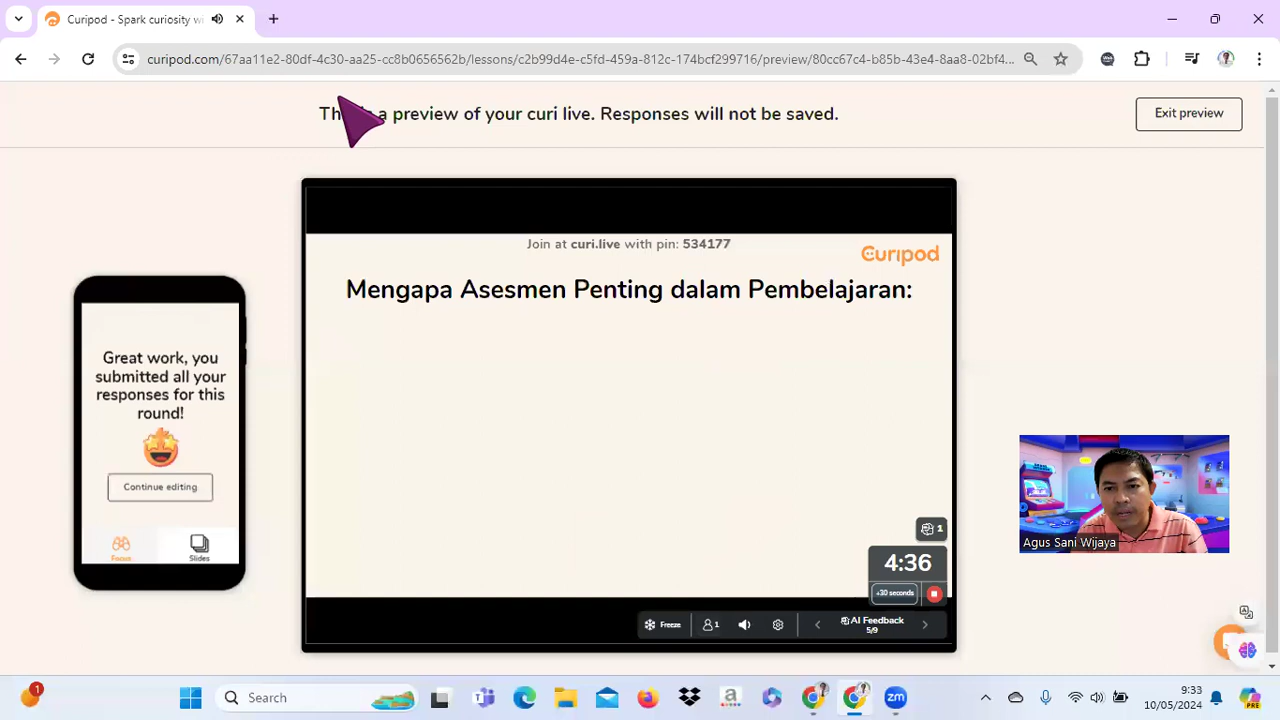 Curipod - Spark curiosity wi
curipod.com/67aa11e2-80df-4c30-aa25-cc8b0656562b/lessons/c2b99d4e-c5fd-459a-812c-174bcf299716/preview/80cc67c4-b85b-43e4-8aa8-02bf4...
a preview of your curi live. Responses will not be saved.
Exit preview
Join at curi.live with pin: 534177
Curipod
Mengapa Asesmen Penting dalam Pembelajaran:
Great work, you
submitted all your
responses for this
round!
Continue editing
Focus
Slides
1
4:36
+30 seconds
Freeze
1
AI Feedback
5/9
Agus Sani Wijaya
1
Search
a
zm
9:33
10/05/2024
PRE